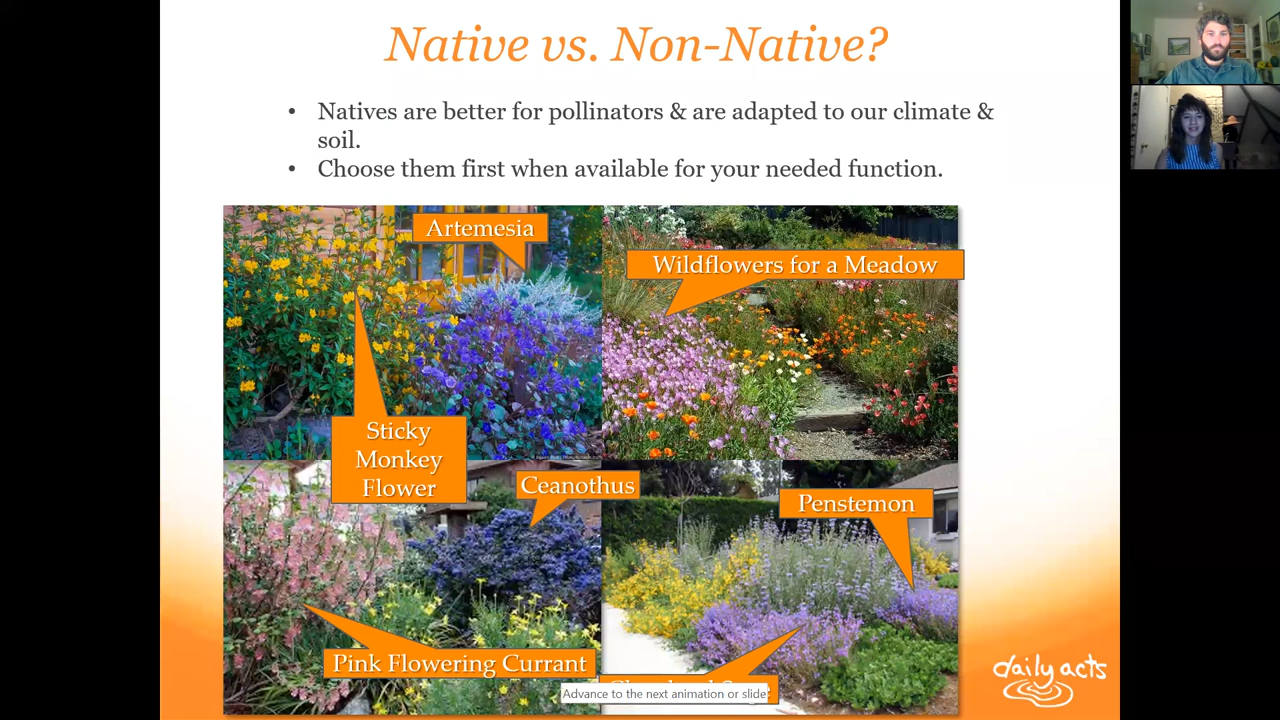 Native vs. Non-Native?
• Natives are better for pollinators & are adapted to our climate &
soil.
• Choose them first when available for your needed function.
Artemesia
Wildflowers for a Meadow
Sticky
Monkey
Flower
Ceanothus
Penstemon
Pink Flowering Currant
Advance to the next animation or slide
daily acts